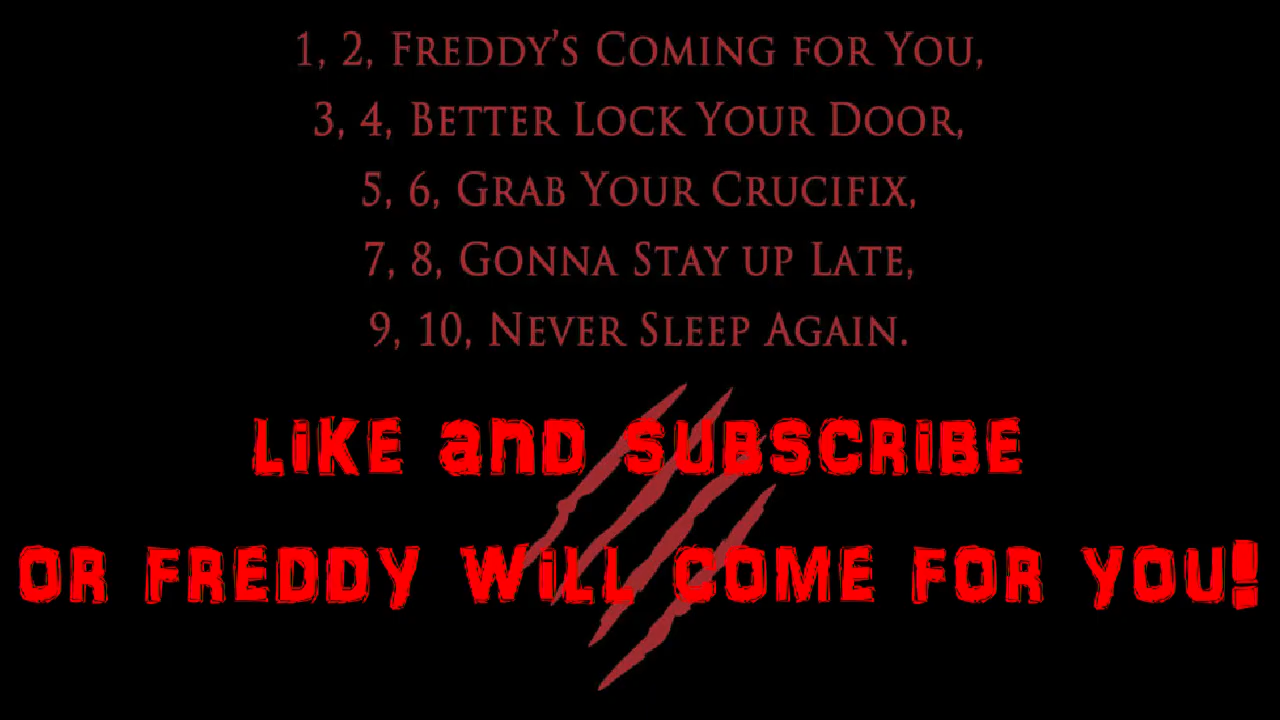 1, 2, Freddy's Coming for You,
3, 4, Better Lock Your Door,
5, 6, Grab Your Crucifix,
7, 8, Gonna Stay up Late,
9, 10, Never Sleep Again.
LiKE and SUBSCRiBE
OR FREDDY WiLL COME FOR YOU!